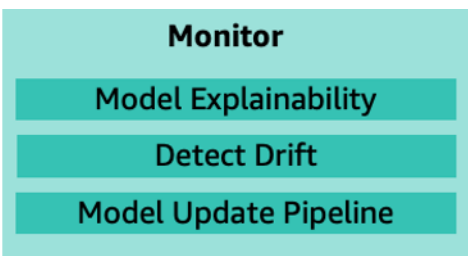 Monitor
Model Explainability
Detect Drift
Model Update Pipeline